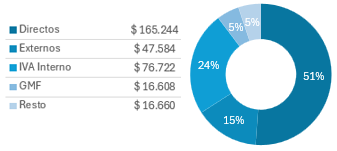 Directos $ 165.244
Externos $ 47.584
IVA Interno $ 76.722
GMF $ 16.608
Resto $ 16.660
5% 5%
24% 51%
15%